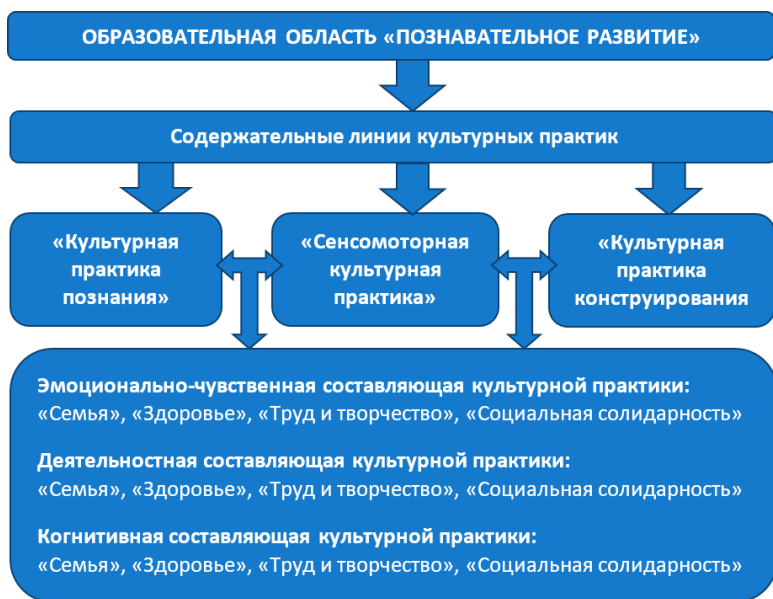 ОБРАЗОВАТЕЛЬНАЯ ОБЛАСТЬ «ПОЗНАВАТЕЛЬНОЕ РАЗВИТИЕ»
Содержательные линии культурных практик
«Культурная
практика
познания»
«Сенсомоторная
культурная
практика»
«Культурная
практика
конструирования
Эмоционально-чувственная составляющая культурной практики:
«Семья», «Здоровье», «Труд и творчество», «Социальная солидарность»
Деятельностная составляющая культурной практики:
«Семья», «Здоровье», «Труд и творчество», «Социальная солидарность»
Когнитивная составляющая культурной практики:
«Семья», «Здоровье», «Труд и творчество», «Социальная солидарность»